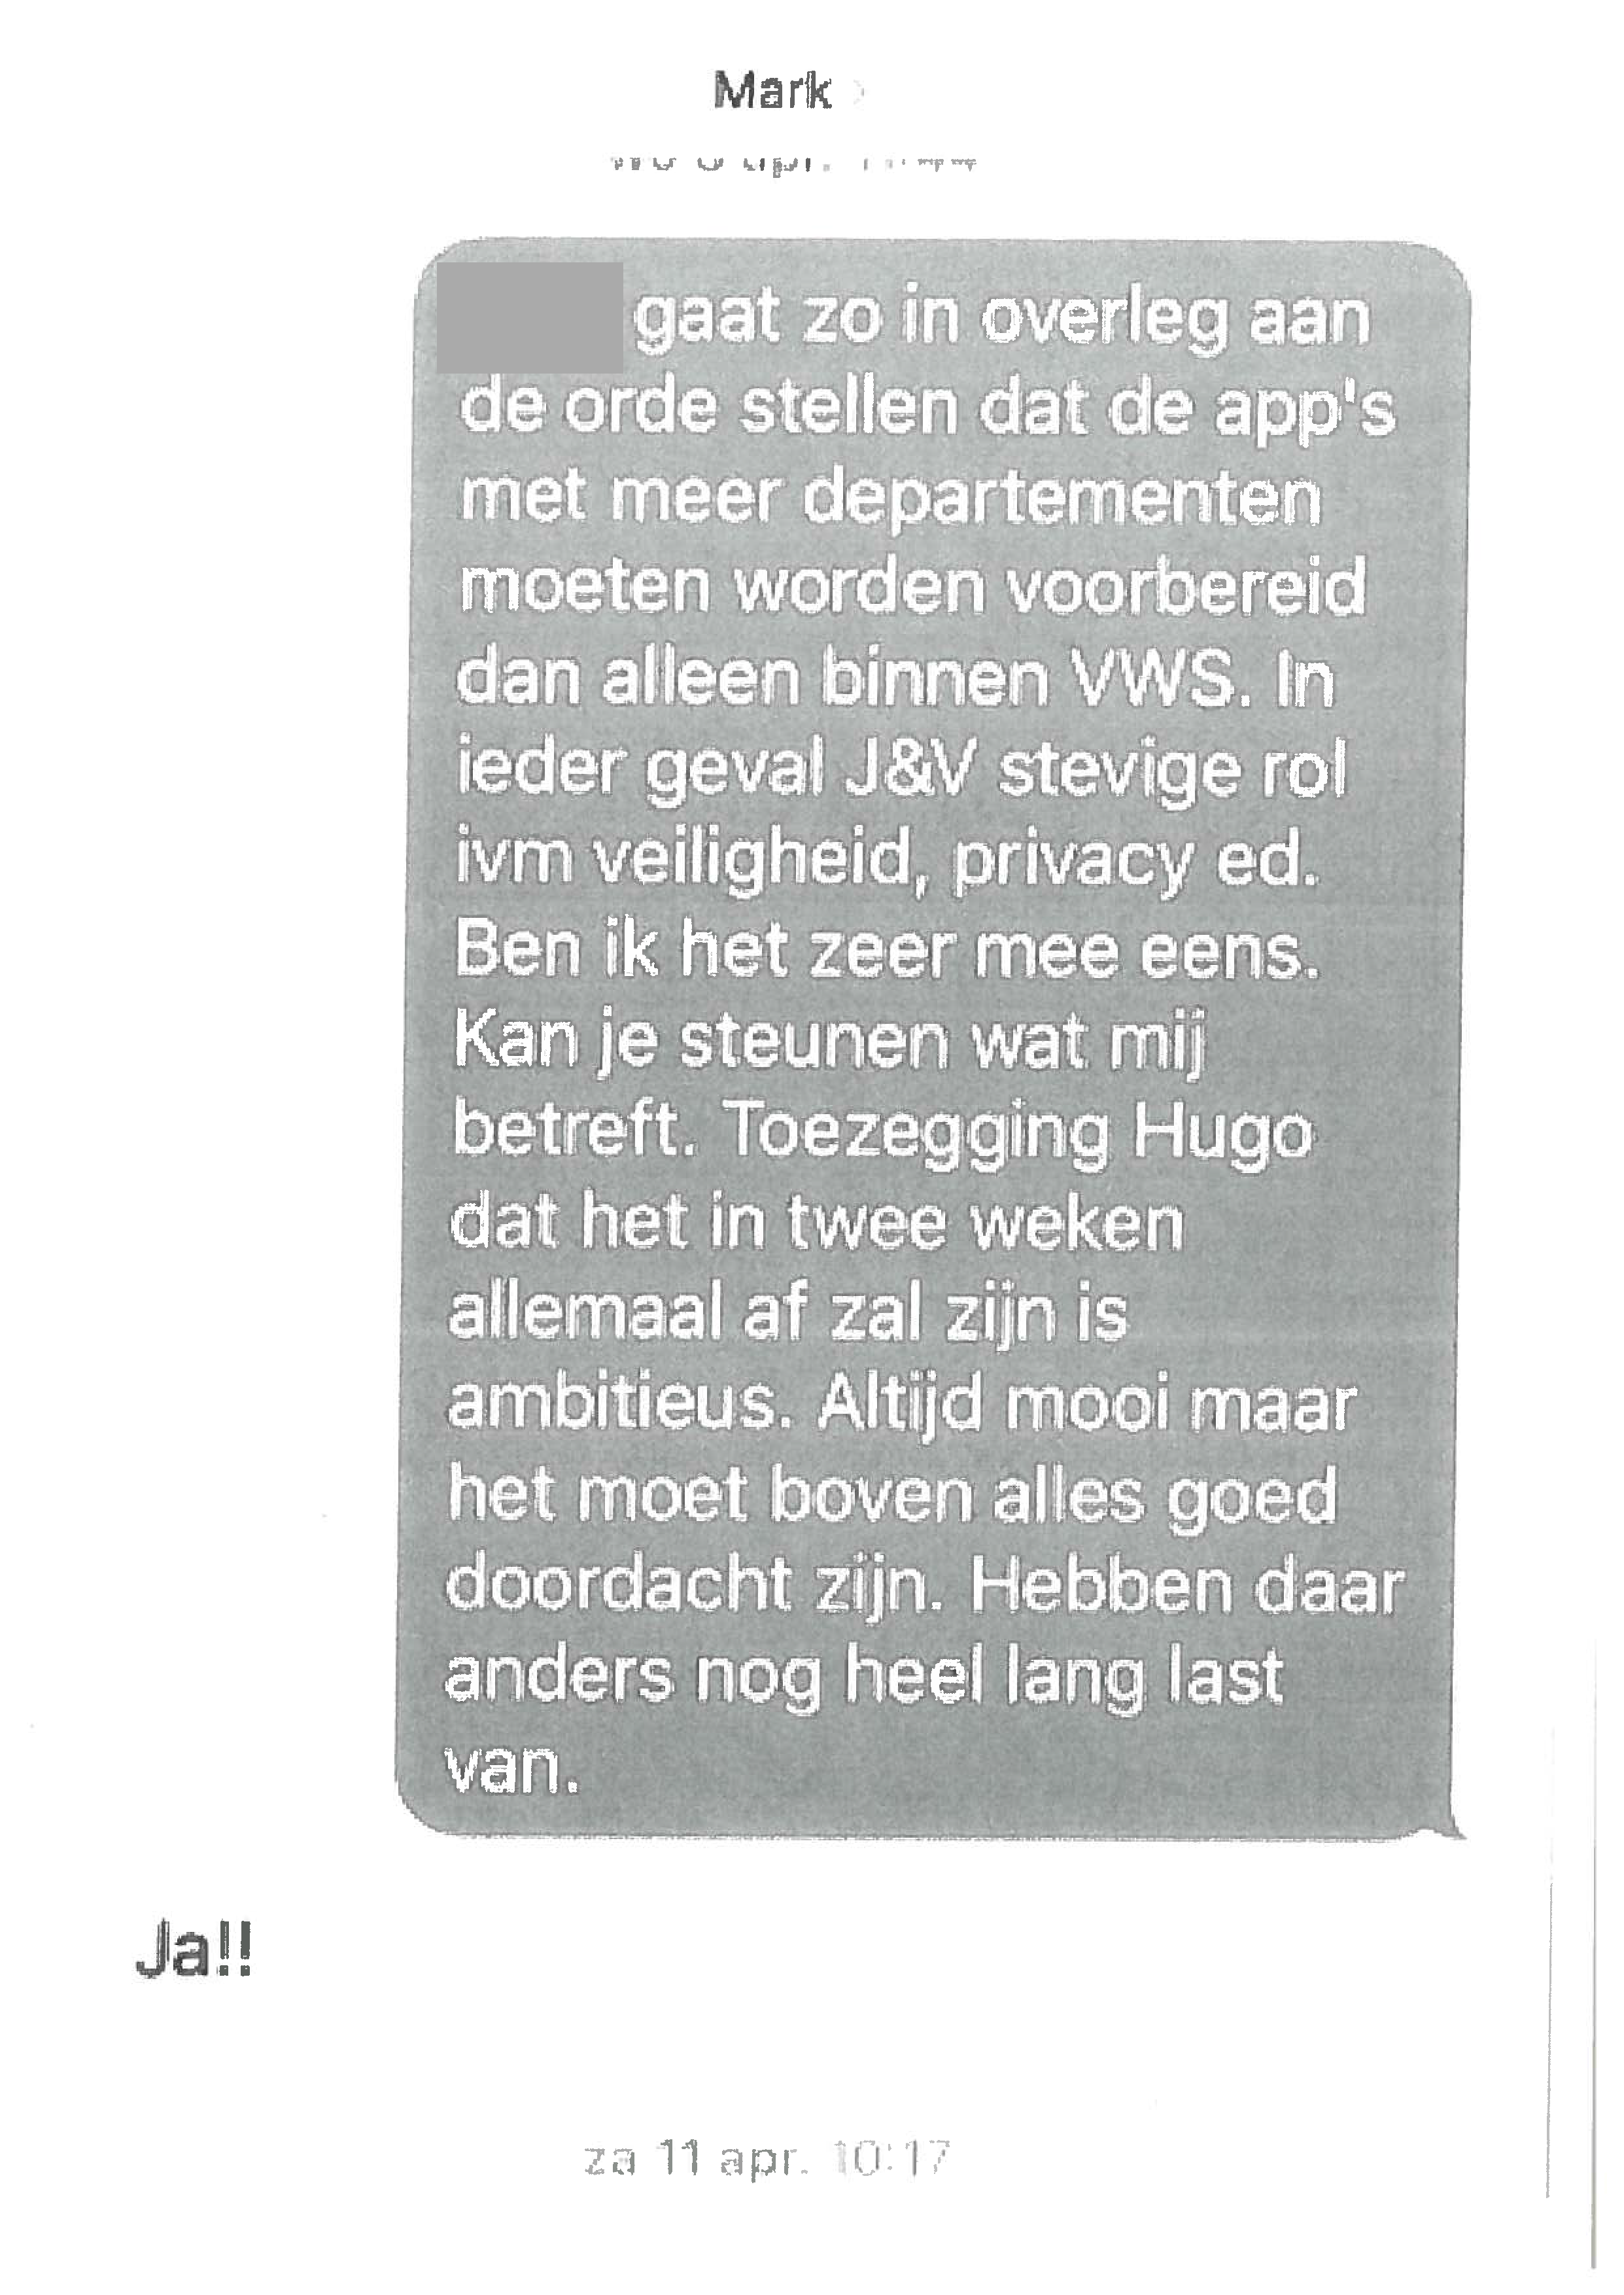 Mark
gaat zo in overleg aan
de orde stellen dat de app's
met meer departementen
moeten worden voorbereid
dan alleen binnen VWS. In
ieder geval J&V stevige rol
ivm veiligheid, privacy ed.
Ben ik het zeer mee eens.
Kan je steunen wat mij
betreft. Toezegging Hugo
dat het in twee weken
allemaal af zal zijn is
ambitieus. Altijd mooi maar
het moet boven alles goed
doordacht zijn. Hebben daar
anders nog heel lang last
van.
Ja!!
za 11 apr. 10:17